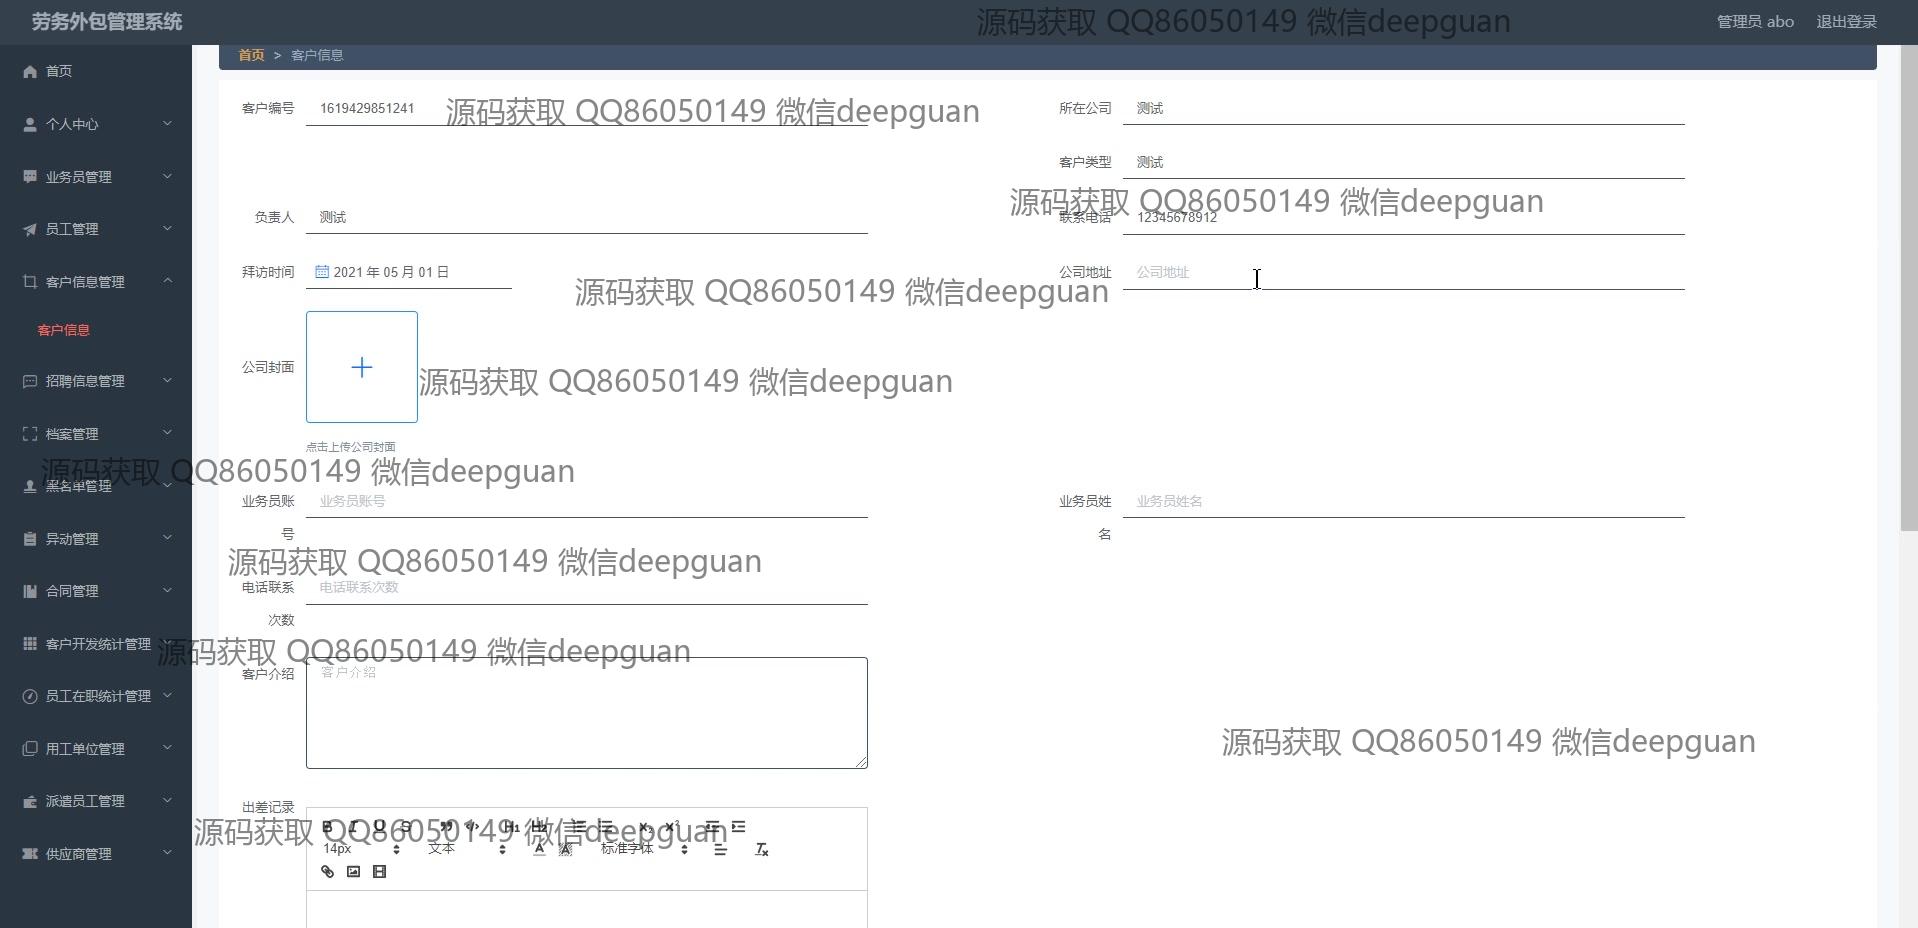 劳务外包管理系统
源码获取 QQ86050149 微信deepguan
管理员 abo
退出登录
首页
个人中心
业务员管理
员工管理
客户信息管理
客户信息
招聘信息管理
档案管理
黑名单管理
异动管理
合同管理
客户开发统计管理
员工在职统计管理
用工单位管理
派遣员工管理
供应商管理
首页 > 客户信息
客户编号 1619429851241
源码获取 QQ86050149 微信deepguan
所在公司 测试
客户类型 测试
源码获取 QQ86050149 微信deepguan
负责人 测试
联系电话 12345678912
拜访时间 2021 年 05 月 01 日
公司地址 公司地址
源码获取 QQ86050149 微信deepguan
公司封面
源码获取 QQ86050149 微信deepguan
点击上传公司封面
源码获取 QQ86050149 微信deepguan
业务员账号 业务员账号
业务员姓名 业务员姓名
源码获取 QQ86050149 微信deepguan
电话联系次数 电话联系次数
源码获取 QQ86050149 微信deepguan
客户介绍 客户介绍
源码获取 QQ86050149 微信deepguan
出差记录
源码获取 QQ86050149 微信deepguan
B I U S H1 H2 X2 X2
14px 文本 A A 标准字体 Tx